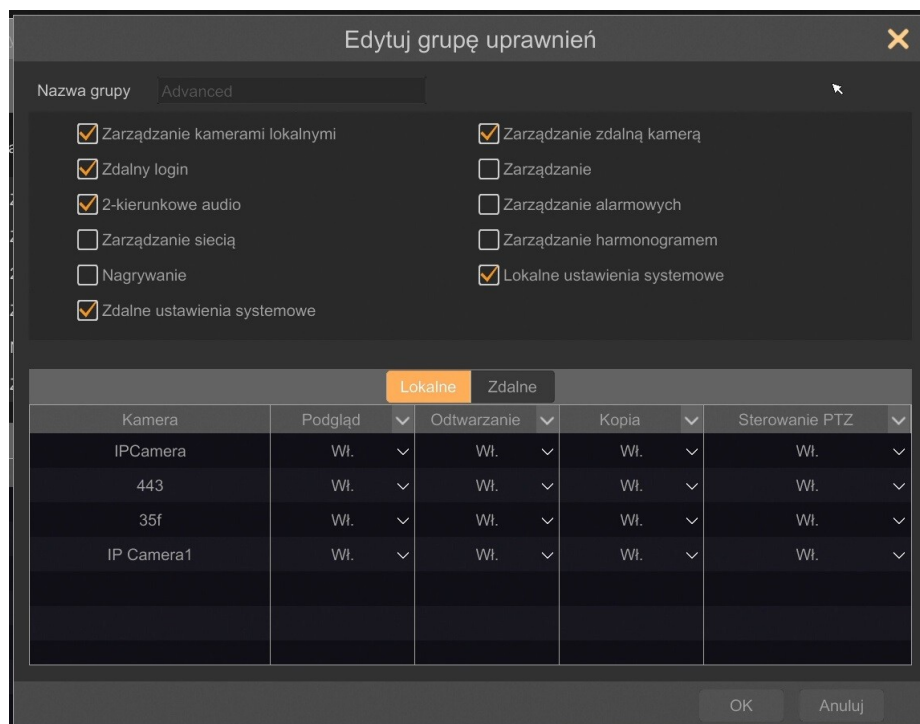 Edytuj grupę uprawnień
Nazwa grupy Advanced
Zarządzanie kamerami lokalnymi Zarządzanie zdalną kamerą
Zdalny login Zarządzanie
2-kierunkowe audio Zarządzanie alarmowych
Zarządzanie siecią Zarządzanie harmonogramem
Nagrywanie Lokalne ustawienia systemowe
Zdalne ustawienia systemowe
Lokalne Zdalne
Kamera Podgląd Odtwarzanie Kopia Sterowanie PTZ
IPCamera Wł. Wł. Wł. Wł.
443 Wł. Wł. Wł. Wł.
35f Wł. Wł. Wł. Wł.
IP Camera1 Wł. Wł. Wł. Wł.
OK Anuluj